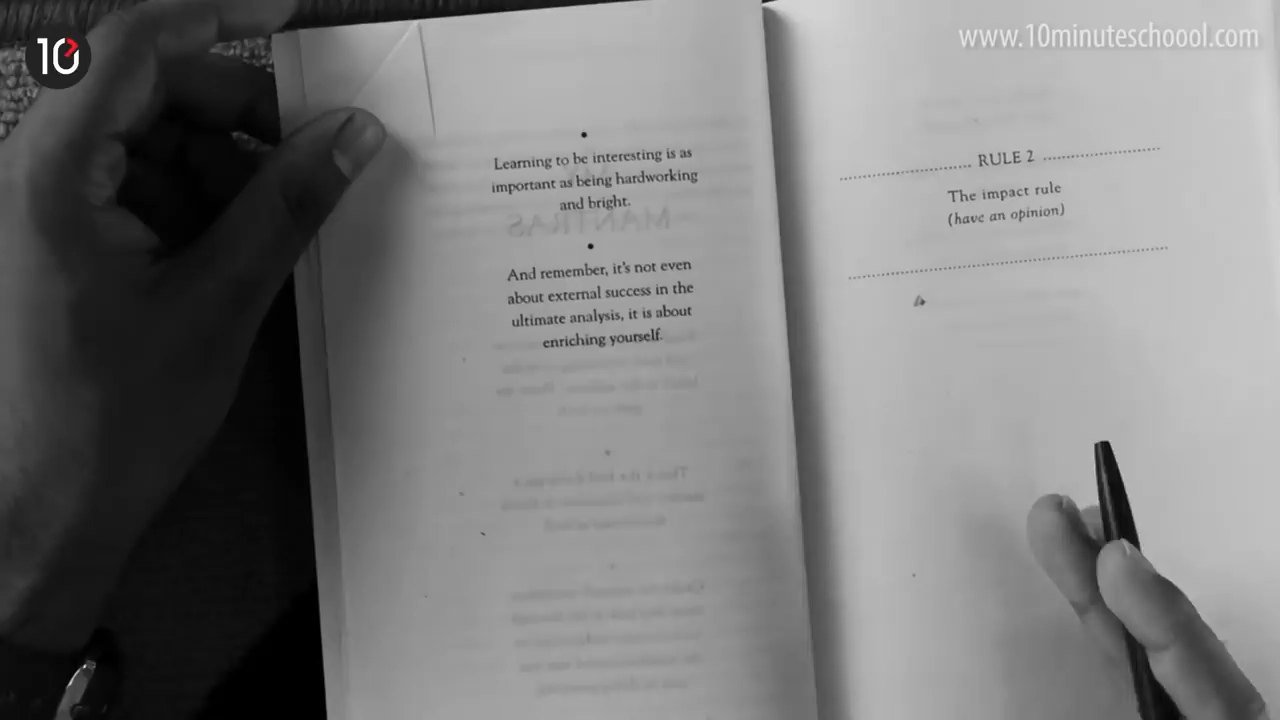 10
www.10minuteschoool.com
Learning to be interesting is as
important as being hardworking
and bright.
MANTRAS
And remember, it's not even
about external success in the
ultimate analysis, it is about
enriching yourself.
RULE 2
The impact rule
(have an opinion)